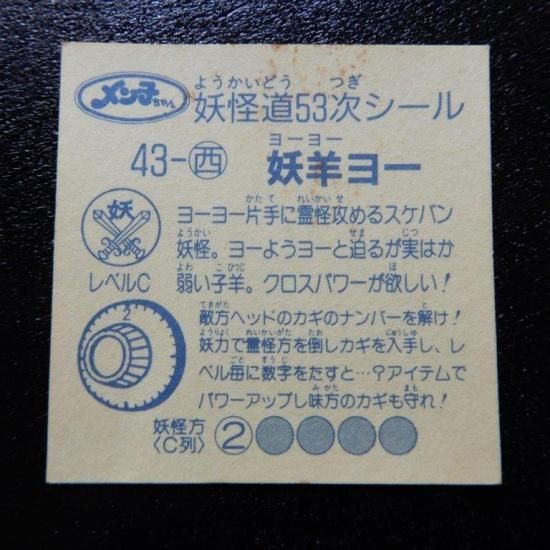 メン子ちゃん
ようかいどう つぎ
妖怪道53次シール
ヨーヨー
43-西 妖羊ヨー
妖
レベルC
かたて れいかいせ
ヨーヨー片手に霊怪攻めるスケバン
ようかい せま じつ
妖怪。ヨーようヨーと迫るが実はか
よわ こひつじ ほ
弱い子羊。クロスパワーが欲しい!
てきがた と
敵方ヘッドのカギのナンバーを解け!
ようりょく れいかいがた たお にゅうしゅ
妖力で霊怪方を倒しカギを入手し、レ
ごと すうじ
ベル毎に数字をたすと…?アイテムで
みかた まも
パワーアップし味方のカギも守れ!
2
妖怪方
〈C列〉 2